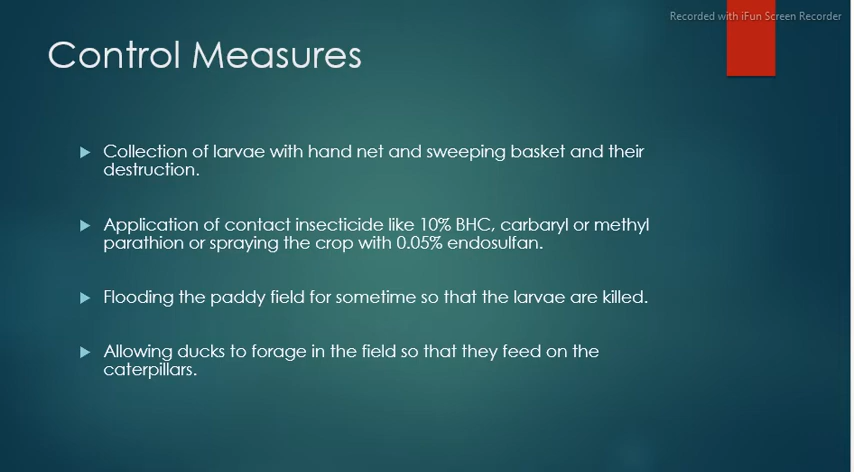 Recorded with iFun Screen Recorder
Control Measures
Collection of larvae with hand net and sweeping basket and their
destruction.
Application of contact insecticide like 10% BHC, carbaryl or methyl
parathion or spraying the crop with 0.05% endosulfan.
Flooding the paddy field for sometime so that the larvae are killed.
Allowing ducks to forage in the field so that they feed on the
caterpillars.